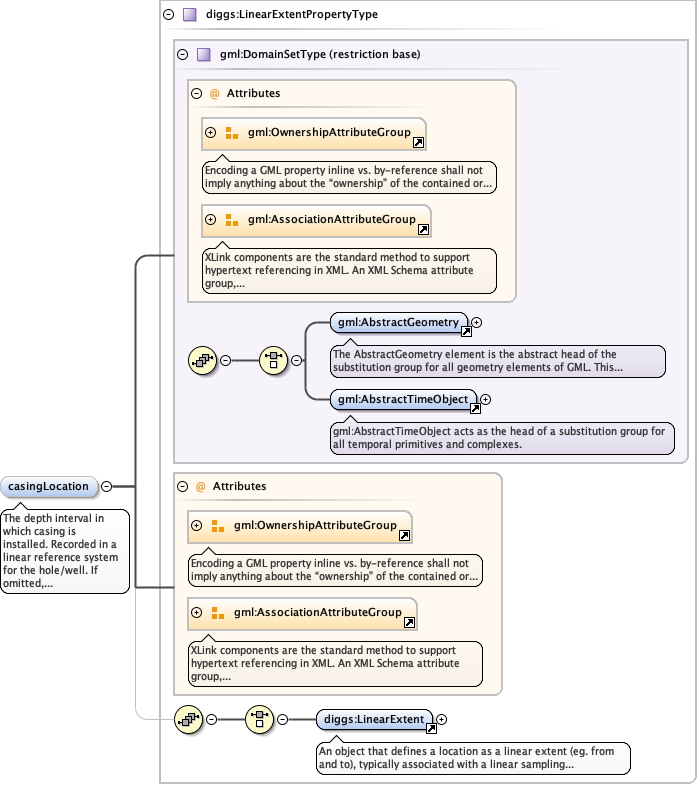 diggs:LinearExtentPropertyType
gml:DomainSetType (restriction base)
@ Attributes
gml:OwnershipAttributeGroup
Encoding a GML property inline vs. by-reference shall not
imply anything about the “ownership” of the contained or...
gml:AssociationAttributeGroup
XLink components are the standard method to support
hypertext referencing in XML. An XML Schema attribute
group,...
gml:AbstractGeometry
The AbstractGeometry element is the abstract head of the
substitution group for all geometry elements of GML. This...
gml:AbstractTimeObject
gml:AbstractTimeObject acts as the head of a substitution group for
all temporal primitives and complexes.
casingLocation
The depth interval in
which casing is
installed. Recorded in a
linear reference system
for the hole/well. If
omitted,...
@ Attributes
gml:OwnershipAttributeGroup
Encoding a GML property inline vs. by-reference shall not
imply anything about the “ownership” of the contained or...
gml:AssociationAttributeGroup
XLink components are the standard method to support
hypertext referencing in XML. An XML Schema attribute
group,...
diggs:LinearExtent
An object that defines a location as a linear extent (eg. from
and to), typically associated with a linear sampling...